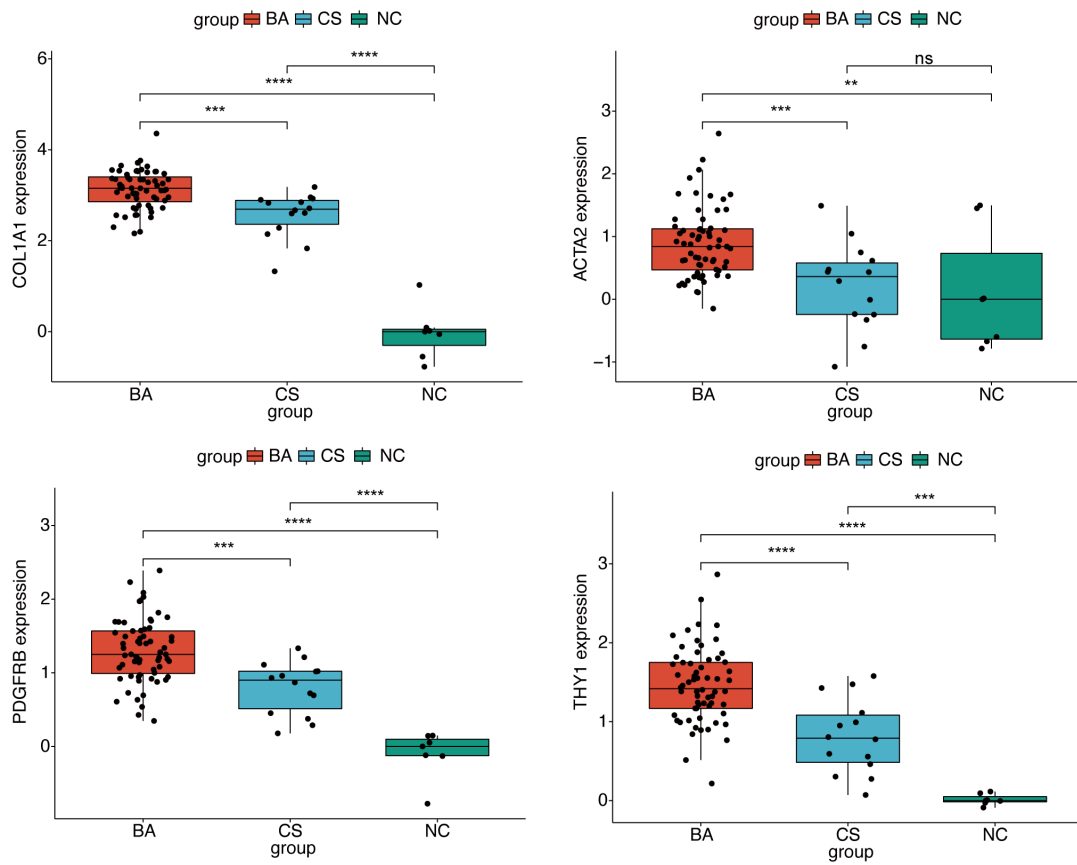 group BA CS NC
COL1A1 expression
6
4
2
0
****
****
***
BA CS NC
group
group BA CS NC
ACTA2 expression
3
2
1
0
−1
ns
**
***
BA CS NC
group
group BA CS NC
PDGFRB expression
3
2
1
0
****
****
***
BA CS NC
group
group BA CS NC
THY1 expression
3
2
1
0
***
****
****
BA CS NC
group